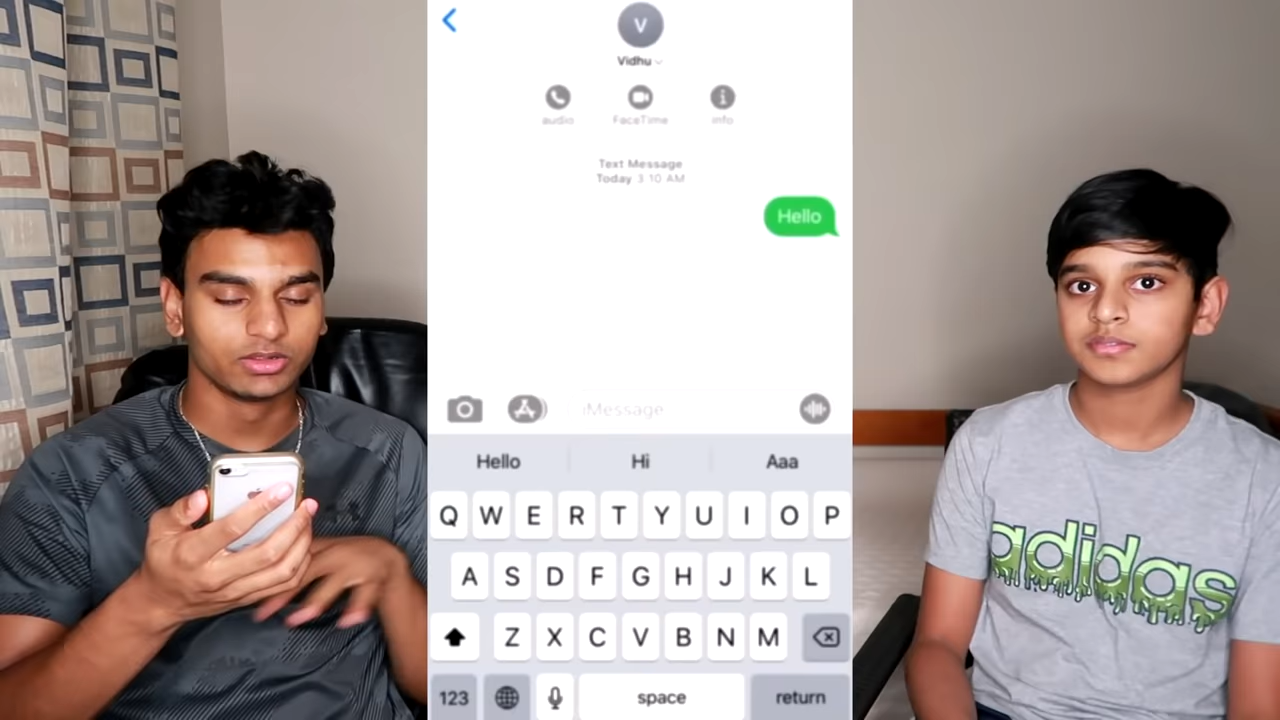 V
Vidhu
audio FaceTime info
Text Message
Today 3 10 AM
Hello
iMessage
Hello Hi Aaa
Q W E R T Y U I O P
A S D F G H J K L
Z X C V B N M
123 space return
adidas